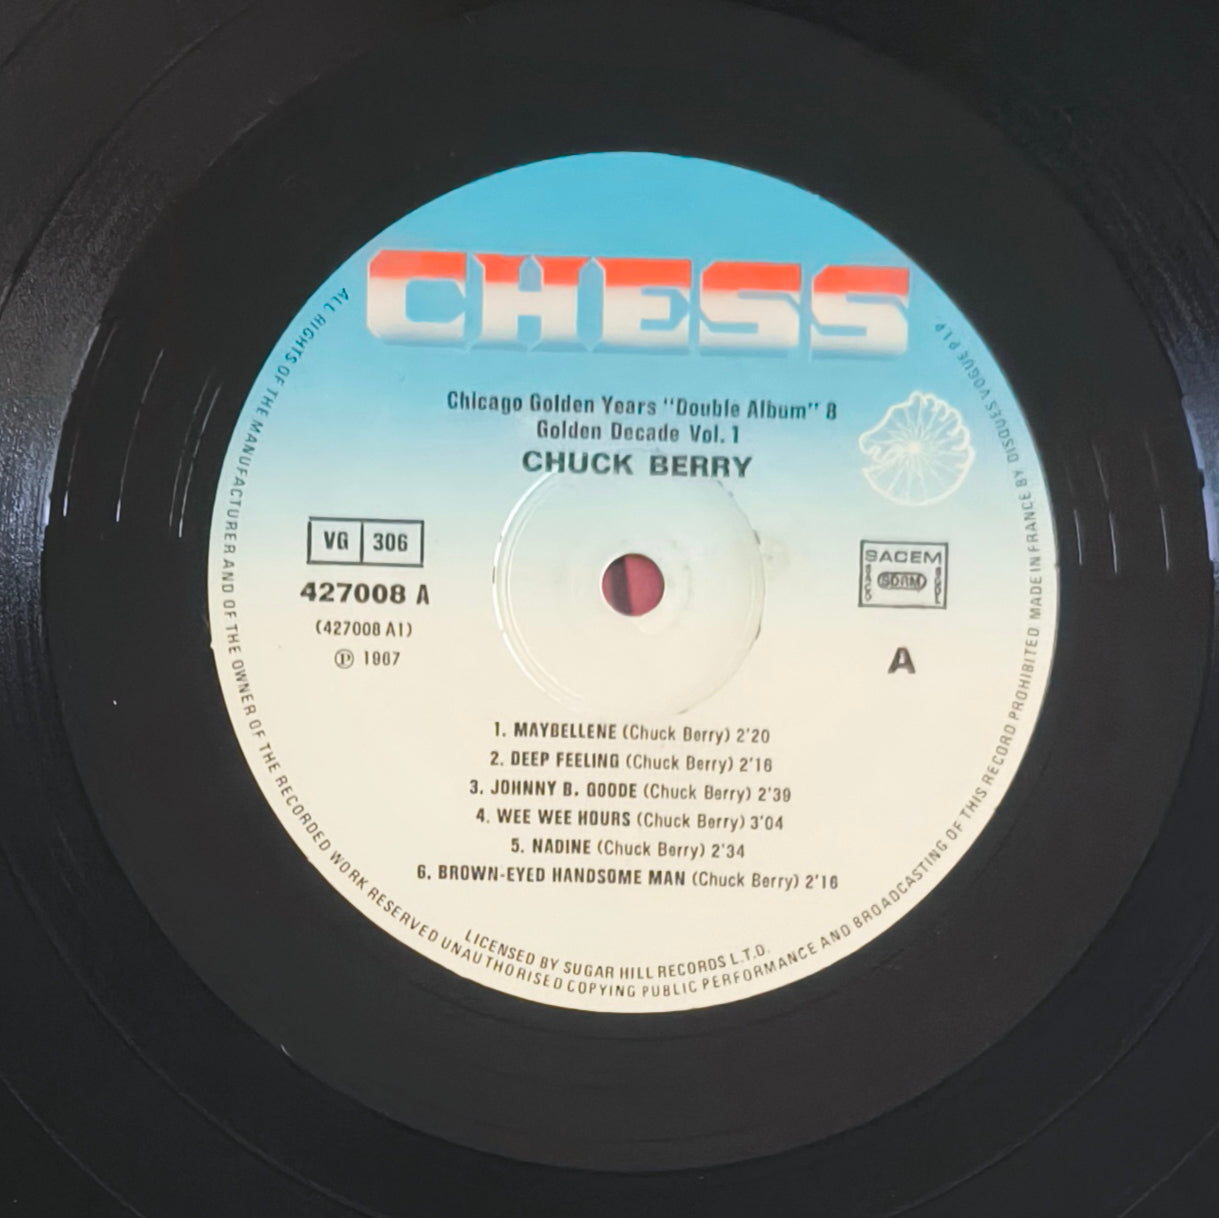 CHESS
Chicago Golden Years "Double Album" 8
Golden Decade Vol. 1
CHUCK BERRY
VG 306
427008 A
(427008 A1)
℗ 1967
SACEM
SACD SDRM SGDL
A
1. MAYBELLENE (Chuck Berry) 2'20
2. DEEP FEELING (Chuck Berry) 2'16
3. JOHNNY B. GOODE (Chuck Berry) 2'39
4. WEE WEE HOURS (Chuck Berry) 3'04
5. NADINE (Chuck Berry) 2'34
6. BROWN-EYED HANDSOME MAN (Chuck Berry) 2'16
LICENSED BY SUGAR HILL RECORDS L.T.D.
ALL RIGHTS OF THE MANUFACTURER AND OF THE OWNER OF THE RECORDED WORK RESERVED UNAUTHORISED COPYING PUBLIC PERFORMANCE AND BROADCASTING OF THIS RECORD PROHIBITED MADE IN FRANCE BY DISQUES VOGUE P.I.P.